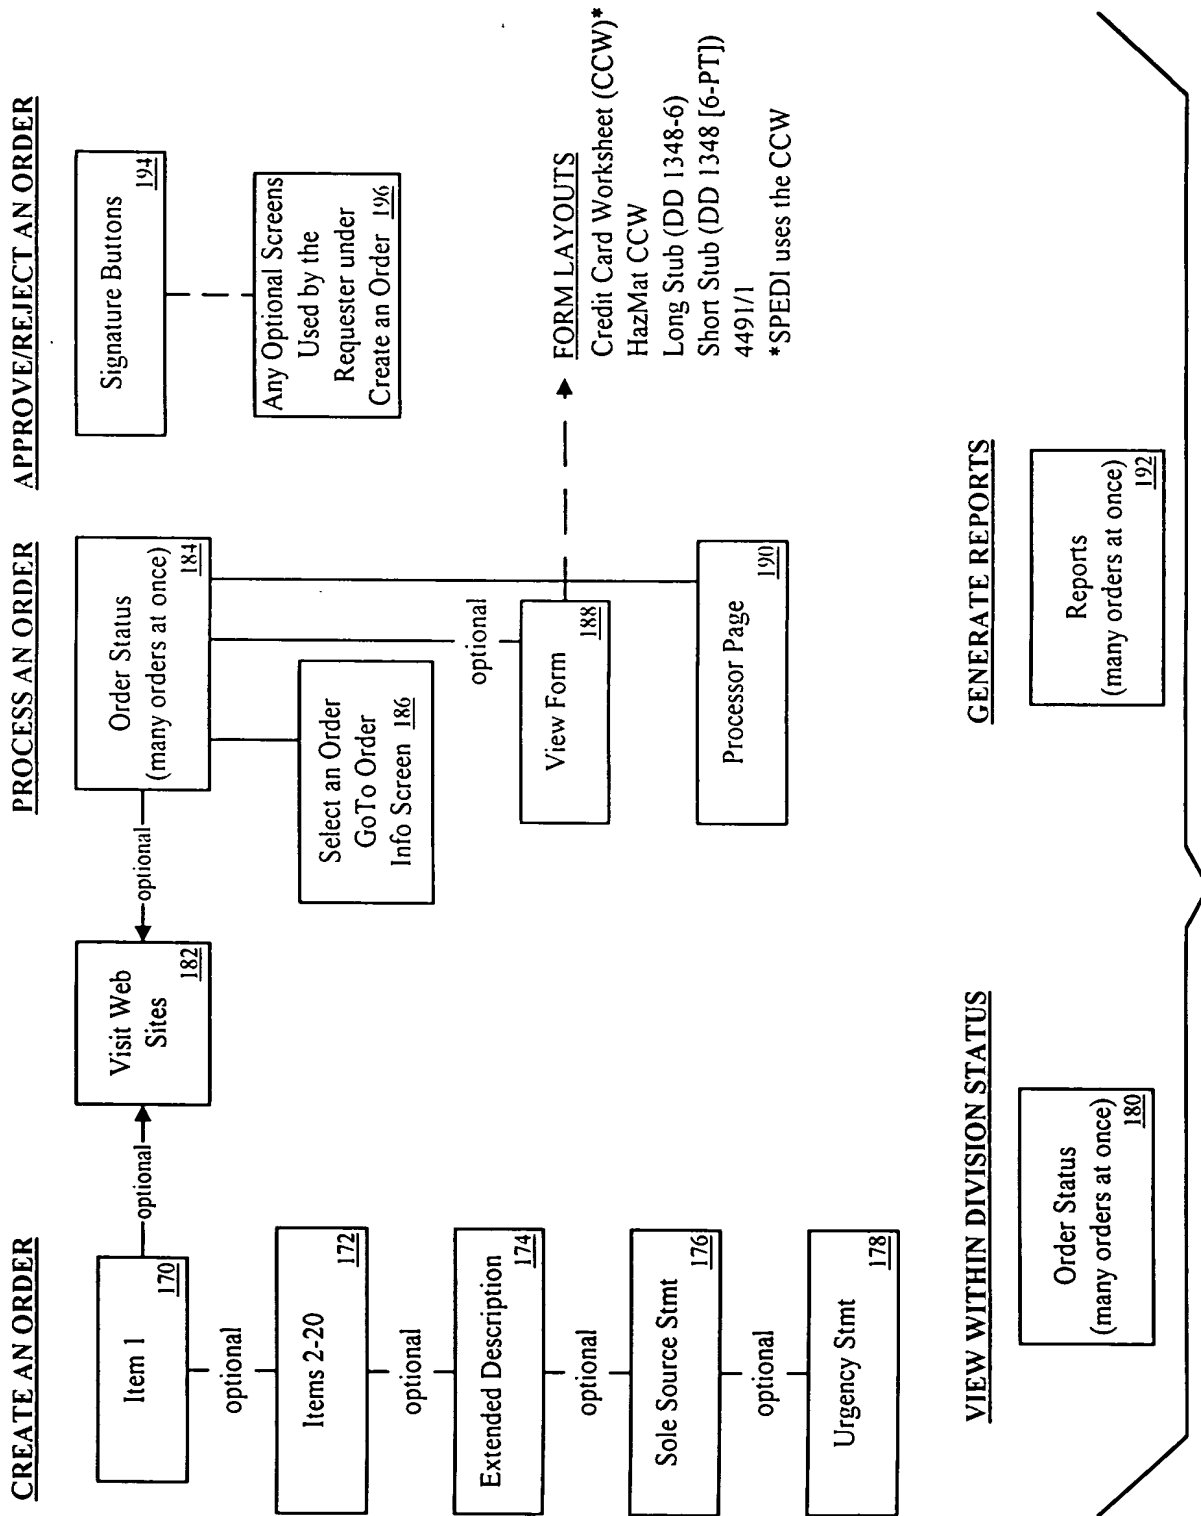 CREATE AN ORDER
Item 1
170
optional
Items 2-20
172
optional
Extended Description
174
optional
Sole Source Stmt
176
optional
Urgency Stmt
178
optional
Visit Web
Sites
182
optional
PROCESS AN ORDER
Order Status
(many orders at once)
184
Select an Order
GoTo Order
Info Screen 186
optional
View Form
188
Processor Page
190
APPROVE/REJECT AN ORDER
Signature Buttons
194
Any Optional Screens
Used by the
Requester under
Create an Order 196
FORM LAYOUTS
Credit Card Worksheet (CCW)*
HazMat CCW
Long Stub (DD 1348-6)
Short Stub (DD 1348 [6-PT])
4491/1
*SPEDI uses the CCW
VIEW WITHIN DIVISION STATUS
Order Status
(many orders at once)
180
GENERATE REPORTS
Reports
(many orders at once)
192